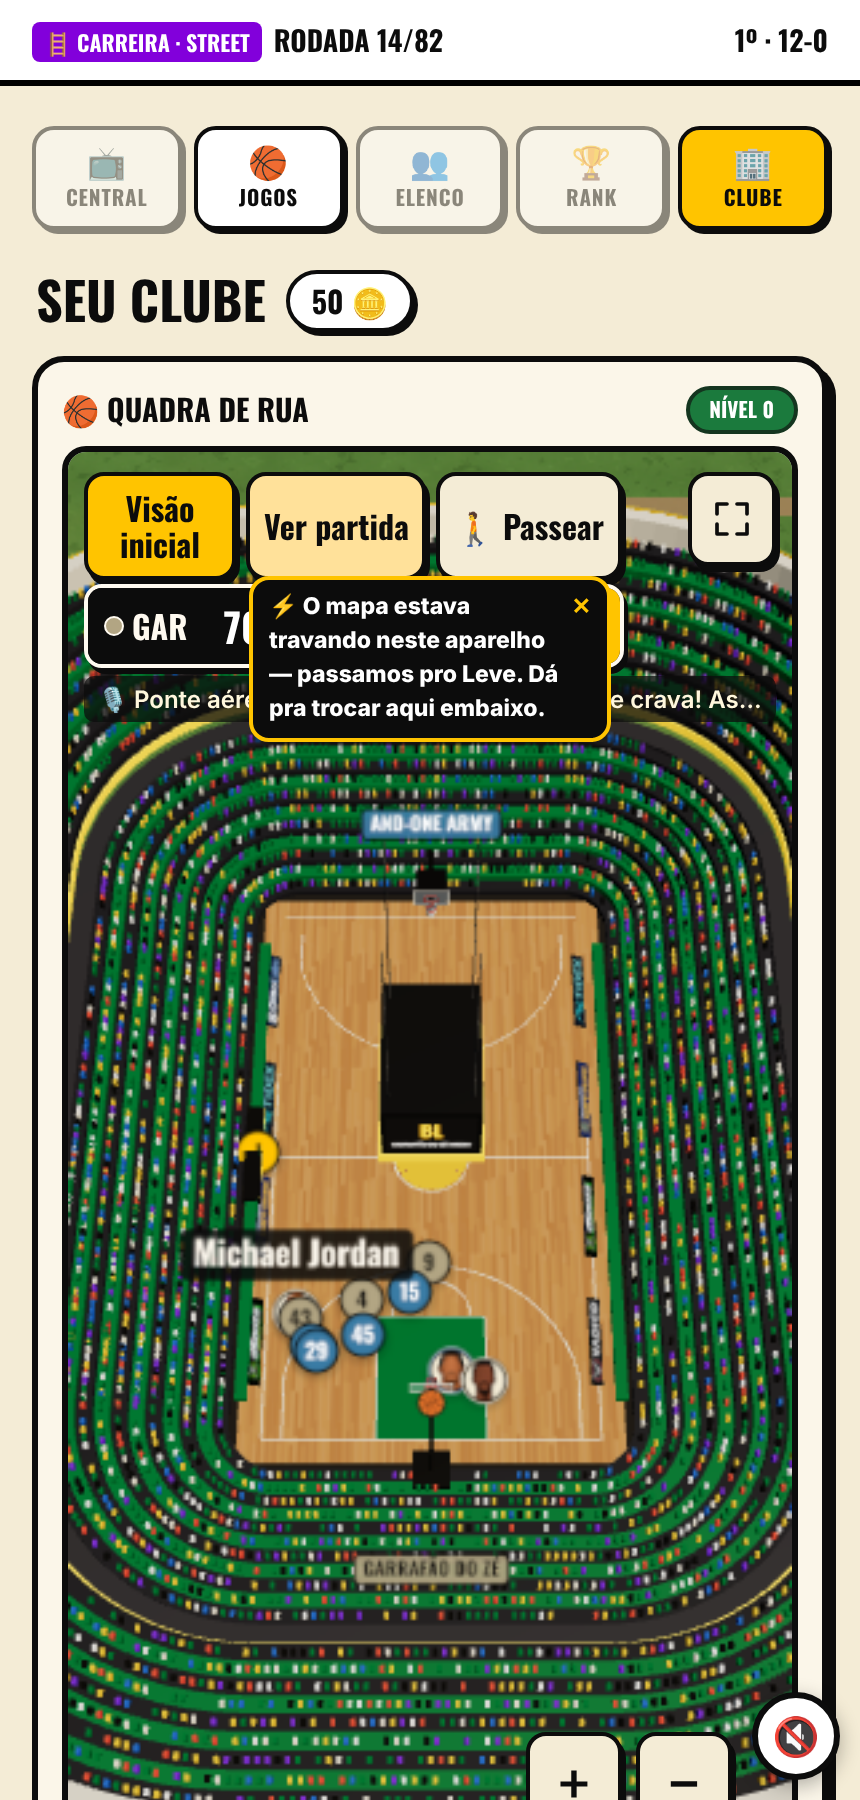 CARREIRA · STREET RODADA 14/82 1º · 12-0
CENTRAL
JOGOS
ELENCO
RANK
CLUBE
SEU CLUBE 50
QUADRA DE RUA NÍVEL 0
Visão
inicial
Ver partida
Passear
GAR
O mapa estava ×
travando neste aparelho
— passamos pro Leve. Dá
pra trocar aqui embaixo.
Ponte
e crava! As...
AND-ONE ARMY
BL
Michael Jordan
9
15
4
43
45
29
GARRAFÃO DO ZÉ
+ −